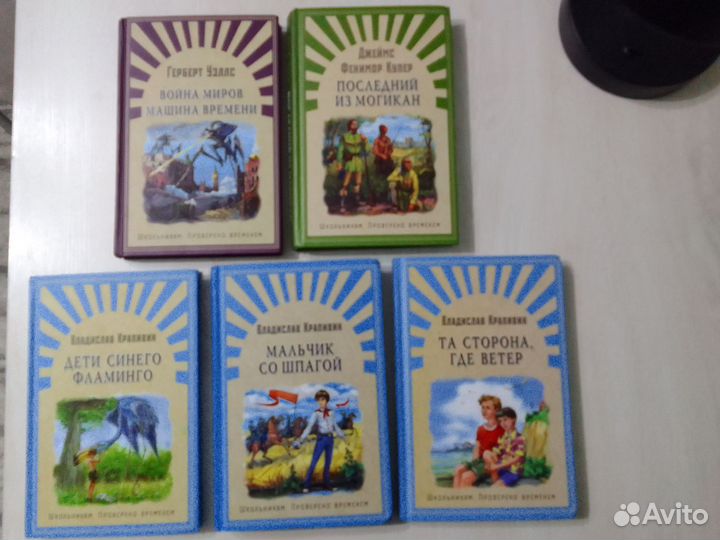 Герберт Уэллс
ВОЙНА МИРОВ
МАШИНА ВРЕМЕНИ
Школьникам. Проверено временем
Джеймс
Фенимор Купер
ПОСЛЕДНИЙ
ИЗ МОГИКАН
Школьникам. Проверено временем
Владислав Крапивин
ДЕТИ СИНЕГО
ФЛАМИНГО
Школьникам. Проверено временем
Владислав Крапивин
МАЛЬЧИК
СО ШПАГОЙ
Школьникам. Проверено временем
Владислав Крапивин
ТА СТОРОНА,
ГДЕ ВЕТЕР
Школьникам. Проверено временем
Avito